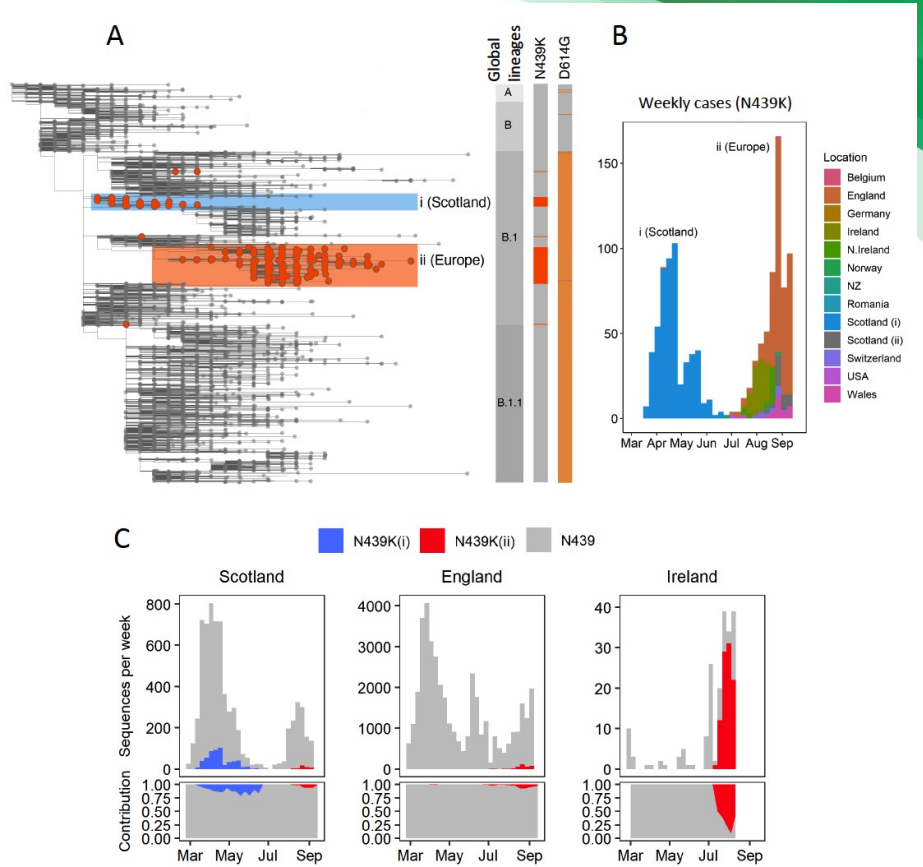 A
Global lineages
N439K
D614G
A
B
B.1
B.1.1
i (Scotland)
ii (Europe)
B
Weekly cases (N439K)
150
100
50
0
Mar Apr May Jun Jul Aug Sep
i (Scotland)
ii (Europe)
Location
Belgium
England
Germany
Ireland
N.Ireland
Norway
NZ
Romania
Scotland (i)
Scotland (ii)
Switzerland
USA
Wales
C
N439K(i) N439K(ii) N439
Scotland
England
Ireland
Sequences per week
800
600
400
200
0
4000
3000
2000
1000
0
40
30
20
10
0
Contribution
1.00
0.75
0.50
0.25
0.00
1.00
0.75
0.50
0.25
0.00
1.00
0.75
0.50
0.25
0.00
Mar May Jul Sep
Mar May Jul Sep
Mar May Jul Sep